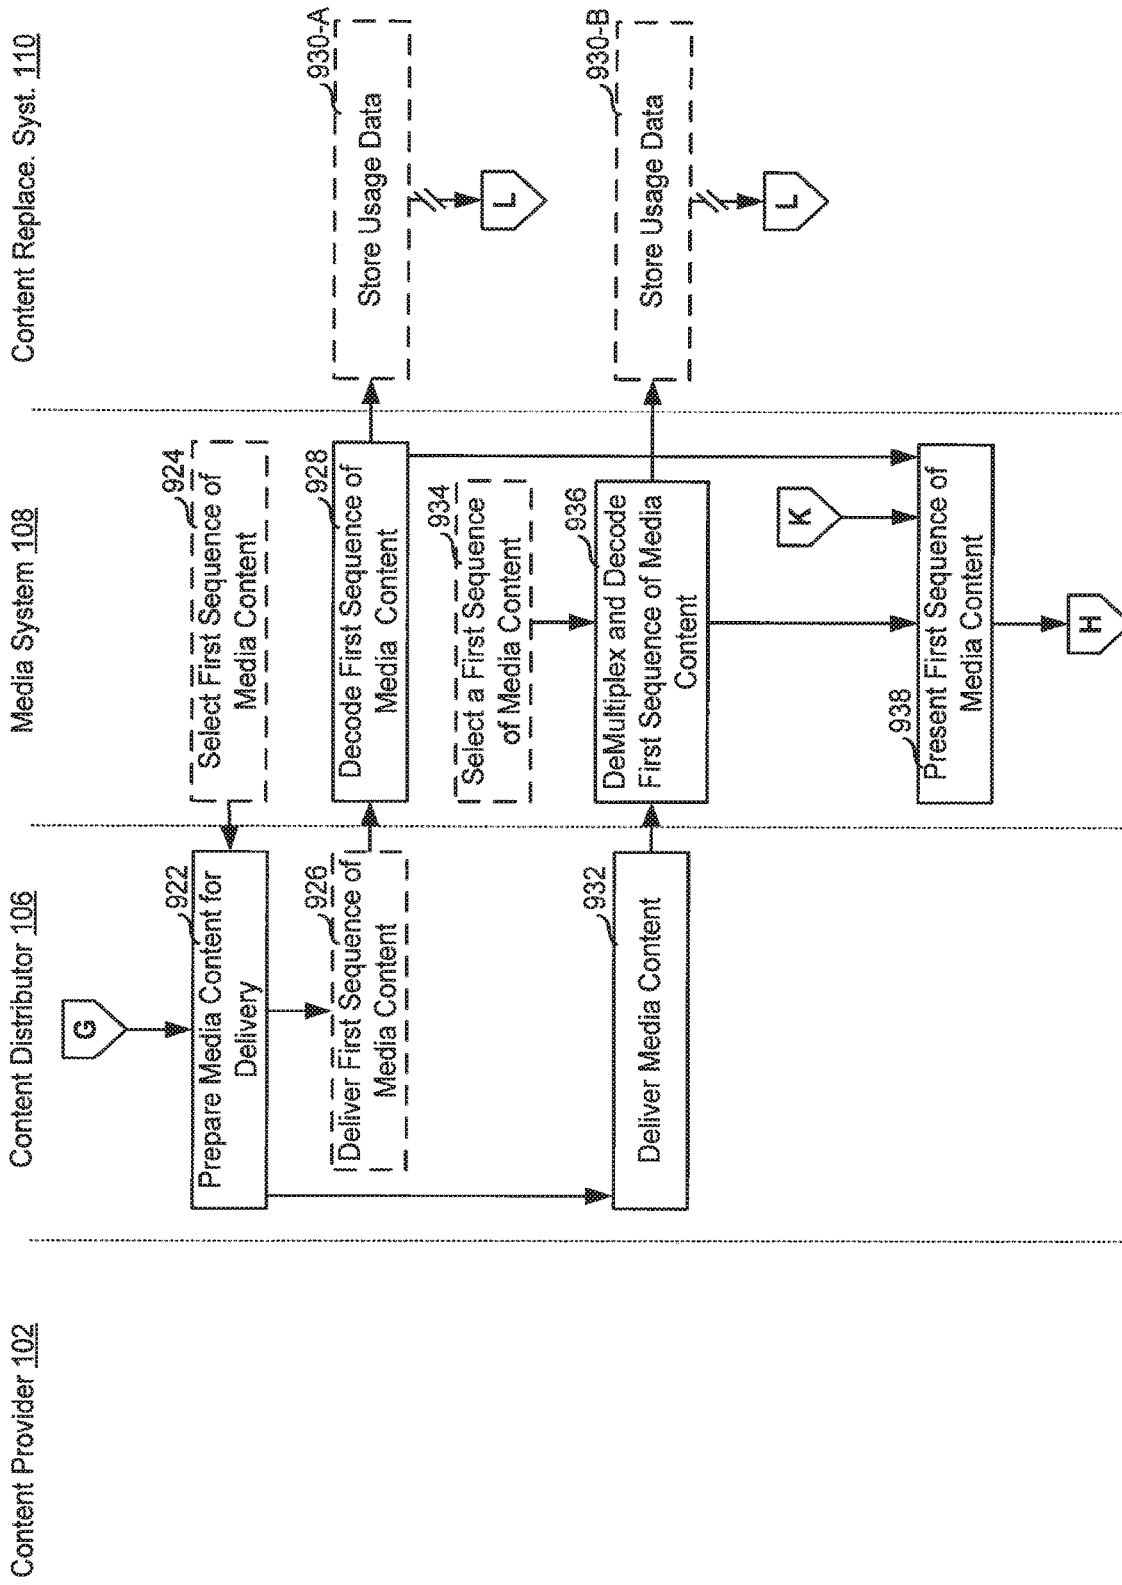 Content Provider 102
Content Distributor 106
Media System 108
Content Replace. Syst. 110
G
922
Prepare Media Content for
Delivery
924
Select First Sequence of
Media Content
926
Deliver First Sequence of
Media Content
928
Decode First Sequence of
Media Content
930-A
Store Usage Data
L
932
Deliver Media Content
934
Select a First Sequence
of Media Content
936
DeMultiplex and Decode
First Sequence of Media
Content
930-B
Store Usage Data
L
K
938
Present First Sequence of
Media Content
H